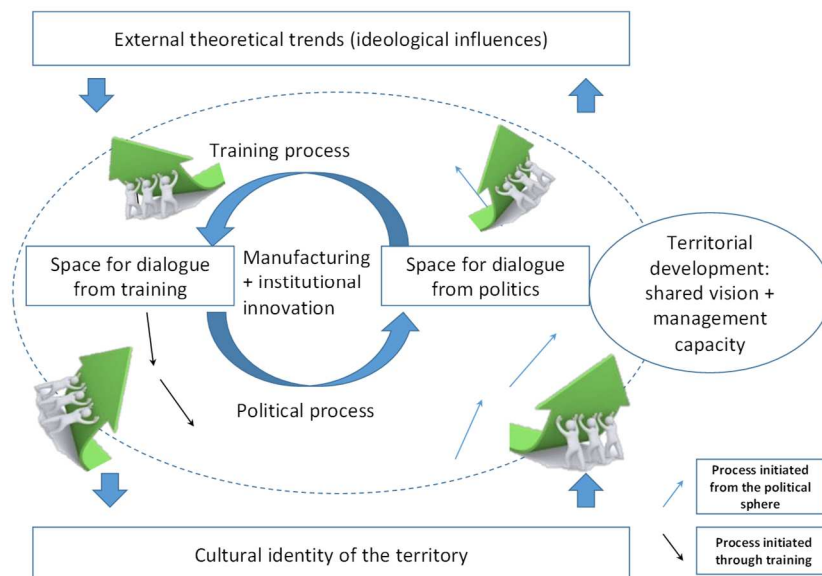 External theoretical trends (ideological influences)
Training process
Space for dialogue
from training
Manufacturing
+ institutional
innovation
Space for dialogue
from politics
Territorial
development:
shared vision +
management
capacity
Political process
Cultural identity of the territory
Process initiated
from the political
sphere
Process initiated
through training